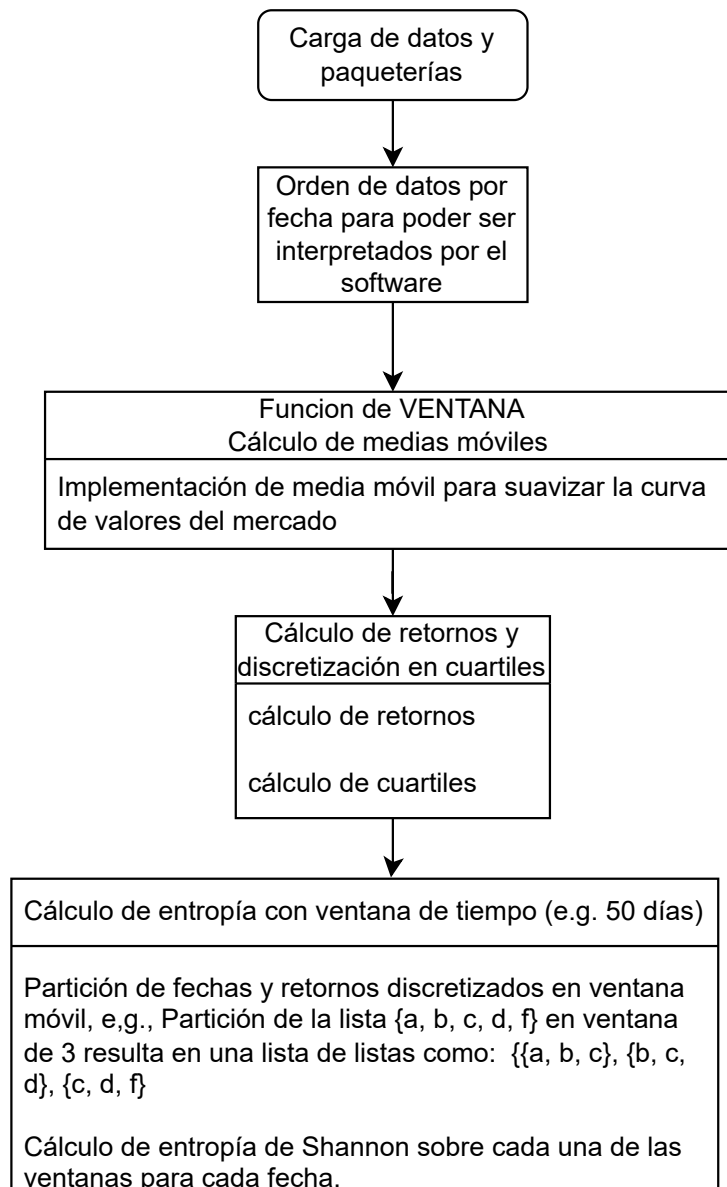 Carga de datos y
paqueterías
Orden de datos por
fecha para poder ser
interpretados por el
software
Funcion de VENTANA
Cálculo de medias móviles
Implementación de media móvil para suavizar la curva
de valores del mercado
Cálculo de retornos y
discretización en cuartiles
cálculo de retornos
cálculo de cuartiles
Cálculo de entropía con ventana de tiempo (e.g. 50 días)
Partición de fechas y retornos discretizados en ventana
móvil, e,g., Partición de la lista {a, b, c, d, f} en ventana
de 3 resulta en una lista de listas como:  {{a, b, c}, {b, c,
d}, {c, d, f}
Cálculo de entropía de Shannon sobre cada una de las
ventanas para cada fecha.